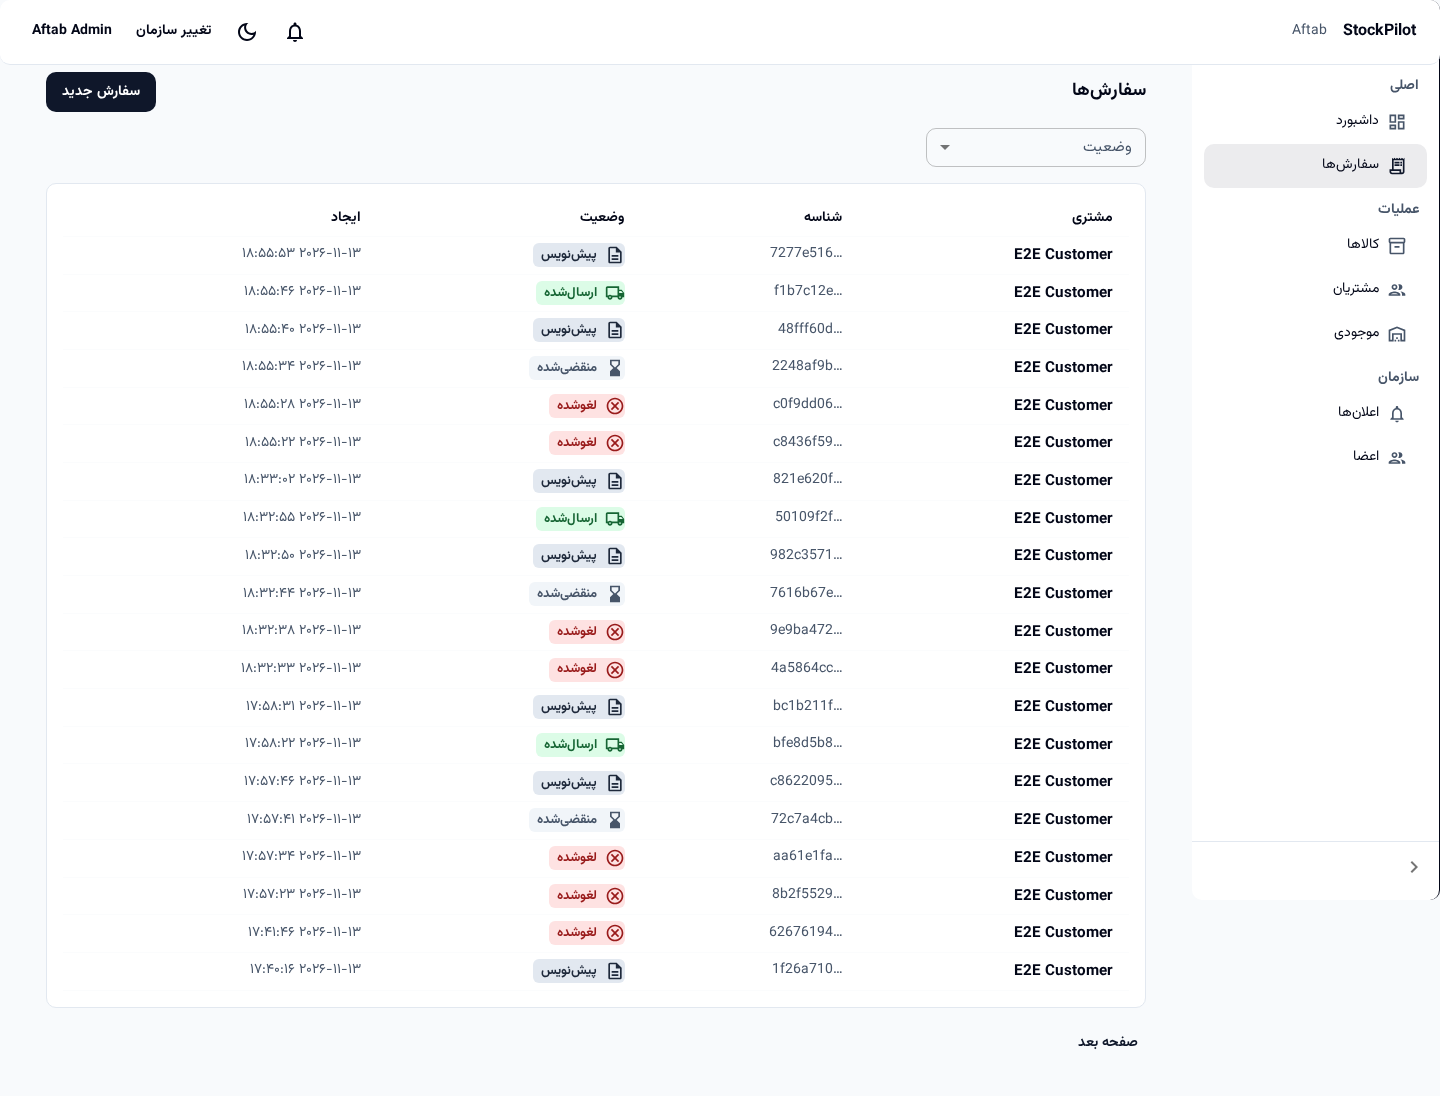 StockPilot Aftab تغییر سازمان Aftab Admin
اصلی
داشبورد
سفارش‌ها
عملیات
کالاها
مشتریان
موجودی
سازمان
اعلان‌ها
اعضا
سفارش‌ها سفارش جدید
وضعیت
مشتری شناسه وضعیت ایجاد
E2E Customer 7277e516… پیش‌نویس ۲۰۲۶-۱۱-۱۳ ۱۸:۵۵:۵۳
E2E Customer f1b7c12e… ارسال‌شده ۲۰۲۶-۱۱-۱۳ ۱۸:۵۵:۴۶
E2E Customer 48fff60d… پیش‌نویس ۲۰۲۶-۱۱-۱۳ ۱۸:۵۵:۴۰
E2E Customer 2248af9b… منقضی‌شده ۲۰۲۶-۱۱-۱۳ ۱۸:۵۵:۳۴
E2E Customer c0f9dd06… لغوشده ۲۰۲۶-۱۱-۱۳ ۱۸:۵۵:۲۸
E2E Customer c8436f59… لغوشده ۲۰۲۶-۱۱-۱۳ ۱۸:۵۵:۲۲
E2E Customer 821e620f… پیش‌نویس ۲۰۲۶-۱۱-۱۳ ۱۸:۳۳:۰۲
E2E Customer 50109f2f… ارسال‌شده ۲۰۲۶-۱۱-۱۳ ۱۸:۳۲:۵۵
E2E Customer 982c3571… پیش‌نویس ۲۰۲۶-۱۱-۱۳ ۱۸:۳۲:۵۰
E2E Customer 7616b67e… منقضی‌شده ۲۰۲۶-۱۱-۱۳ ۱۸:۳۲:۴۴
E2E Customer 9e9ba472… لغوشده ۲۰۲۶-۱۱-۱۳ ۱۸:۳۲:۳۸
E2E Customer 4a5864cc… لغوشده ۲۰۲۶-۱۱-۱۳ ۱۸:۳۲:۳۳
E2E Customer bc1b211f… پیش‌نویس ۲۰۲۶-۱۱-۱۳ ۱۷:۵۸:۳۱
E2E Customer bfe8d5b8… ارسال‌شده ۲۰۲۶-۱۱-۱۳ ۱۷:۵۸:۲۲
E2E Customer c8622095… پیش‌نویس ۲۰۲۶-۱۱-۱۳ ۱۷:۵۷:۴۶
E2E Customer 72c7a4cb… منقضی‌شده ۲۰۲۶-۱۱-۱۳ ۱۷:۵۷:۴۱
E2E Customer aa61e1fa… لغوشده ۲۰۲۶-۱۱-۱۳ ۱۷:۵۷:۳۴
E2E Customer 8b2f5529… لغوشده ۲۰۲۶-۱۱-۱۳ ۱۷:۵۷:۲۳
E2E Customer 62676194… لغوشده ۲۰۲۶-۱۱-۱۳ ۱۷:۴۱:۴۶
E2E Customer 1f26a710… پیش‌نویس ۲۰۲۶-۱۱-۱۳ ۱۷:۴۰:۱۶
صفحه بعد